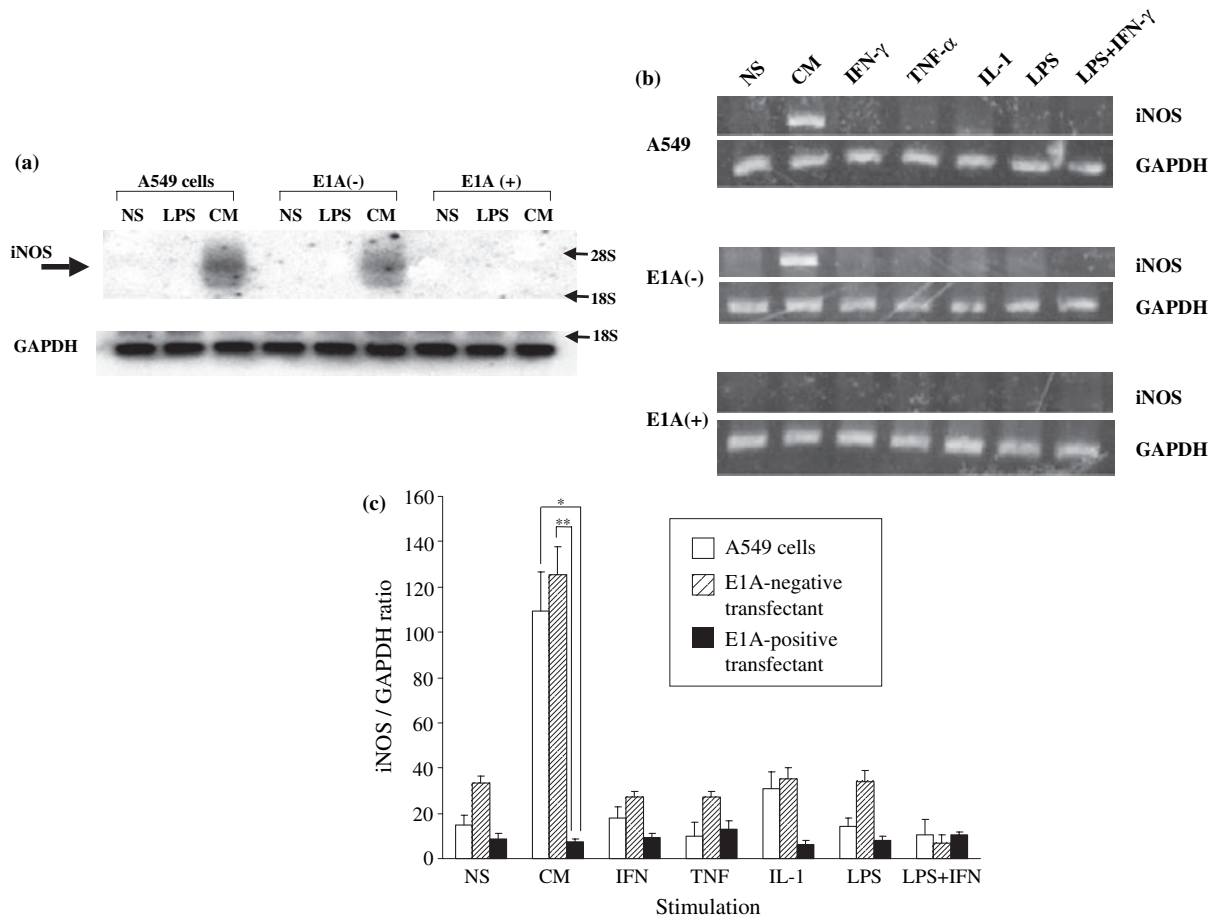 (a)
A549 cells E1A(-) E1A (+)
NS LPS CM NS LPS CM NS LPS CM
iNOS
28S
18S
GAPDH
18S
(b)
NS CM IFN-γ TNF-α IL-1 LPS LPS+IFN-γ
A549
iNOS
GAPDH
E1A(-)
iNOS
GAPDH
E1A(+)
iNOS
GAPDH
(c)
iNOS / GAPDH ratio
160
140
120
100
80
60
40
20
0
*
**
A549 cells
E1A-negative
transfectant
E1A-positive
transfectant
NS CM IFN TNF IL-1 LPS LPS+IFN
Stimulation